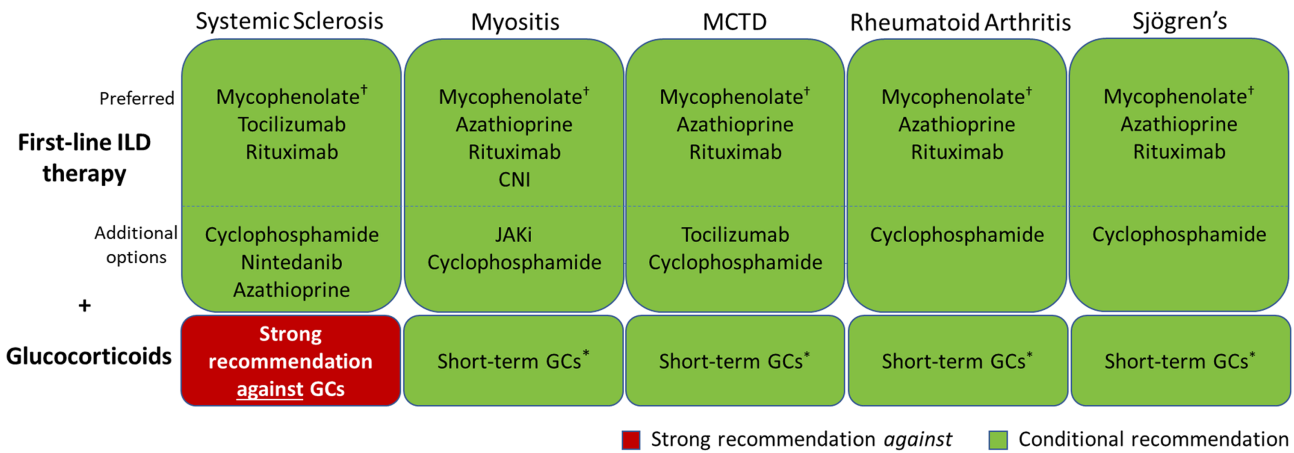 Systemic Sclerosis
Myositis
MCTD
Rheumatoid Arthritis
Sjögren's
Preferred
First-line ILD
therapy
Additional
options
+
Glucocorticoids
Mycophenolate†
Tocilizumab
Rituximab
Cyclophosphamide
Nintedanib
Azathioprine
Strong
recommendation
against GCs
Mycophenolate†
Azathioprine
Rituximab
CNI
JAKi
Cyclophosphamide
Short-term GCs*
Mycophenolate†
Azathioprine
Rituximab
Tocilizumab
Cyclophosphamide
Short-term GCs*
Mycophenolate†
Azathioprine
Rituximab
Cyclophosphamide
Short-term GCs*
Mycophenolate†
Azathioprine
Rituximab
Cyclophosphamide
Short-term GCs*
Strong recommendation against
Conditional recommendation